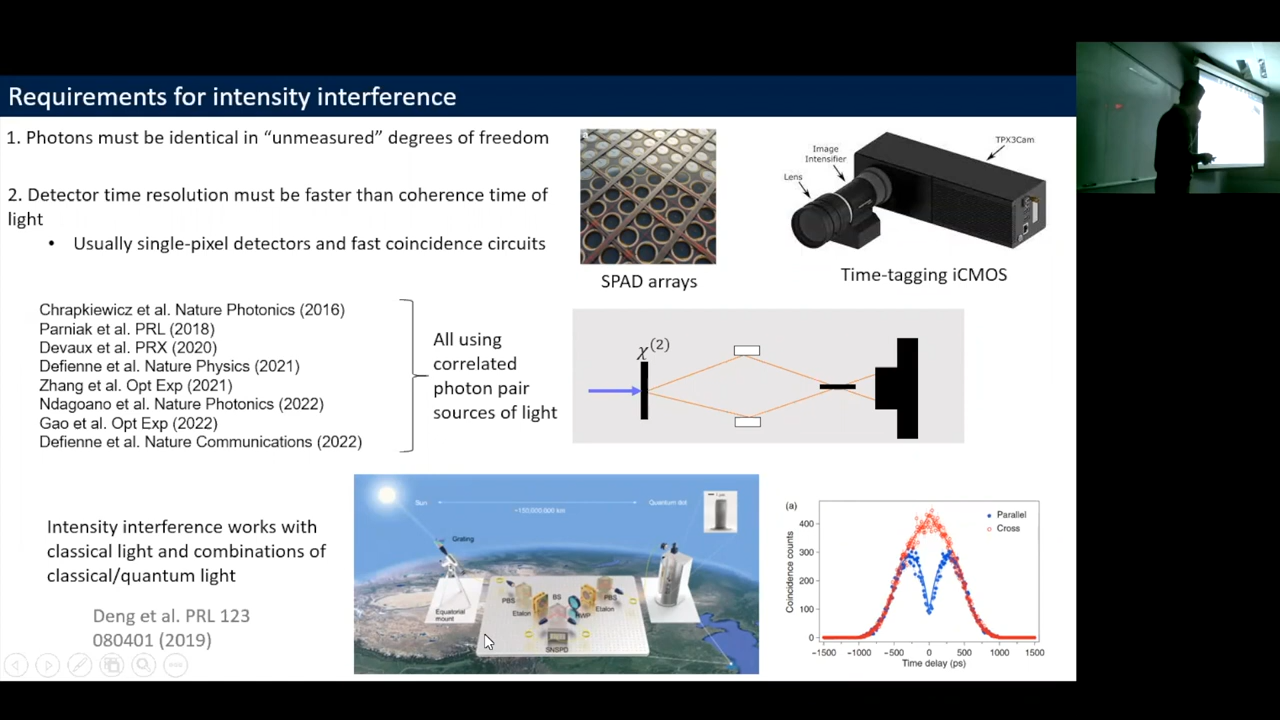 Requirements for intensity interference
1. Photons must be identical in “unmeasured” degrees of freedom
2. Detector time resolution must be faster than coherence time of
light
• Usually single-pixel detectors and fast coincidence circuits
SPAD arrays
Lens
Image
Intensifier
TPX3Cam
Time-tagging iCMOS
Chrapkiewicz et al. Nature Photonics (2016)
Parniak et al. PRL (2018)
Devaux et al. PRX (2020)
Defienne et al. Nature Physics (2021)
Zhang et al. Opt Exp (2021)
Ndagoano et al. Nature Photonics (2022)
Gao et al. Opt Exp (2022)
Defienne et al. Nature Communications (2022)
All using
correlated
photon pair
sources of light
χ(2)
Intensity interference works with
classical light and combinations of
classical/quantum light
Deng et al. PRL 123
080401 (2019)
Sun
~150,000,000 km
Quantum dot
1 µm
Grating
Equatorial
mount
PBS
Etalon
BS
HWP
PBS
Etalon
SNSPD
(a)
Parallel
Cross
Coincidence counts
400
300
200
100
0
−1500 −1000 −500 0 500 1000 1500
Time delay (ps)